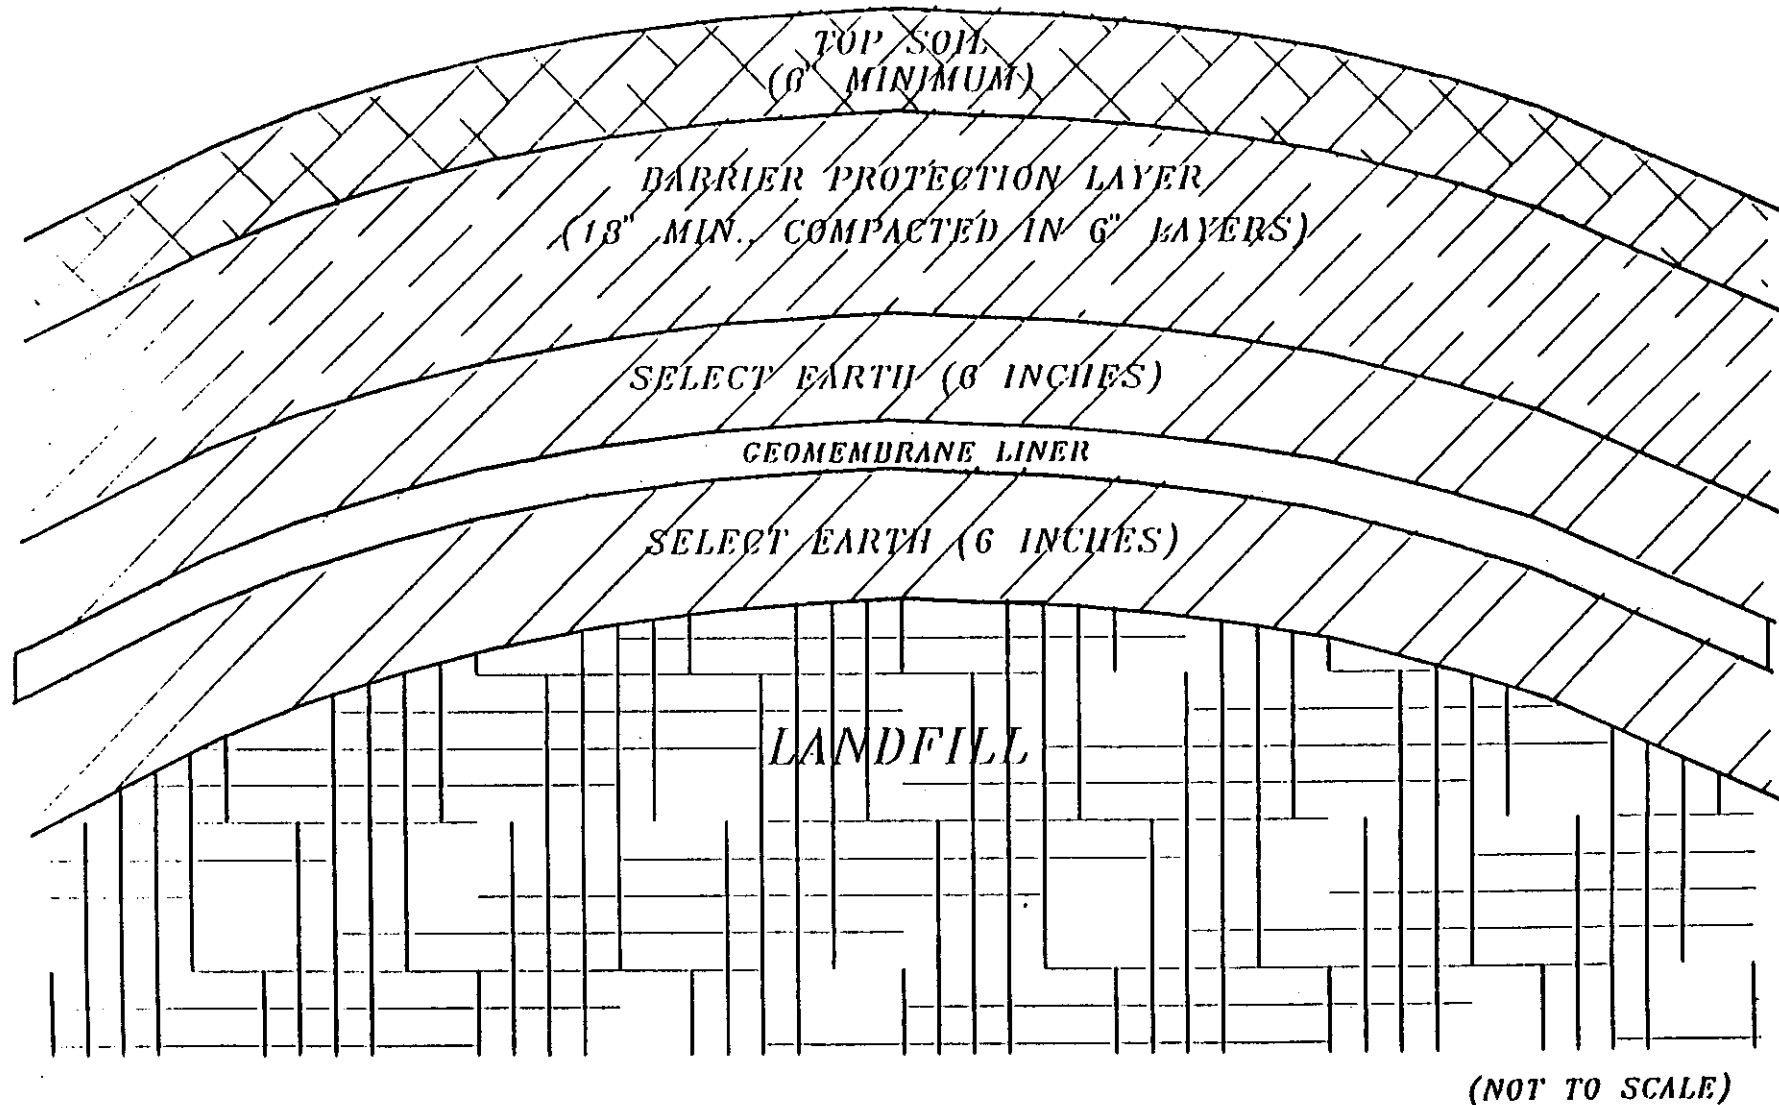 TOP SOIL
(6" MINIMUM)
BARRIER PROTECTION LAYER
(18" MIN., COMPACTED IN 6" LAYERS)
SELECT EARTH (6 INCHES)
GEOMEMBRANE LINER
SELECT EARTH (6 INCHES)
LANDFILL
(NOT TO SCALE)